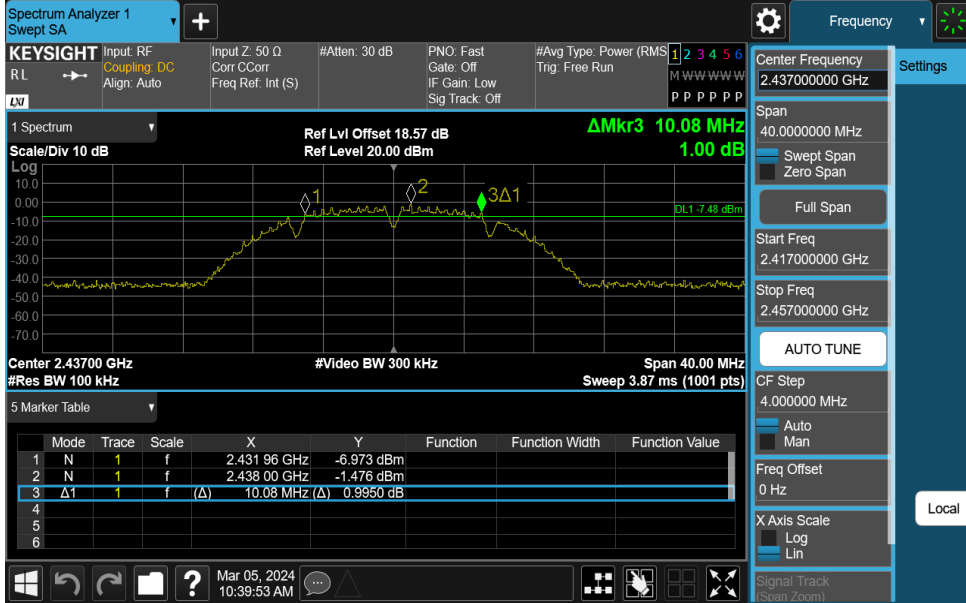 Spectrum Analyzer 1
Swept SA
+
Frequency
KEYSIGHT
RL
LXI
Input: RF
Coupling: DC
Align: Auto
Input Z: 50 Ω
Corr CCorr
Freq Ref: Int (S)
#Atten: 30 dB
PNO: Fast
Gate: Off
IF Gain: Low
Sig Track: Off
#Avg Type: Power (RMS
Trig: Free Run
1 2 3 4 5 6
M W W W W W
P P P P P P
1 Spectrum
Scale/Div 10 dB
Ref Lvl Offset 18.57 dB
Ref Level 20.00 dBm
ΔMkr3 10.08 MHz
1.00 dB
Log
10.0
0.00
-10.0
-20.0
-30.0
-40.0
-50.0
-60.0
-70.0
1
2
3Δ1
DL1 -7.48 dBm
Center 2.43700 GHz
#Video BW 300 kHz
Span 40.00 MHz
#Res BW 100 kHz
Sweep 3.87 ms (1001 pts)
5 Marker Table
Mode Trace Scale X Y Function Function Width Function Value
1 N 1 f 2.431 96 GHz -6.973 dBm
2 N 1 f 2.438 00 GHz -1.476 dBm
3 Δ1 1 f (Δ) 10.08 MHz (Δ) 0.9950 dB
4
5
6
Center Frequency
2.437000000 GHz
Settings
Span
40.0000000 MHz
Swept Span
Zero Span
Full Span
Start Freq
2.417000000 GHz
Stop Freq
2.457000000 GHz
AUTO TUNE
CF Step
4.000000 MHz
Auto
Man
Freq Offset
0 Hz
Local
X Axis Scale
Log
Lin
Signal Track
(Span Zoom)
?
Mar 05, 2024
10:39:53 AM